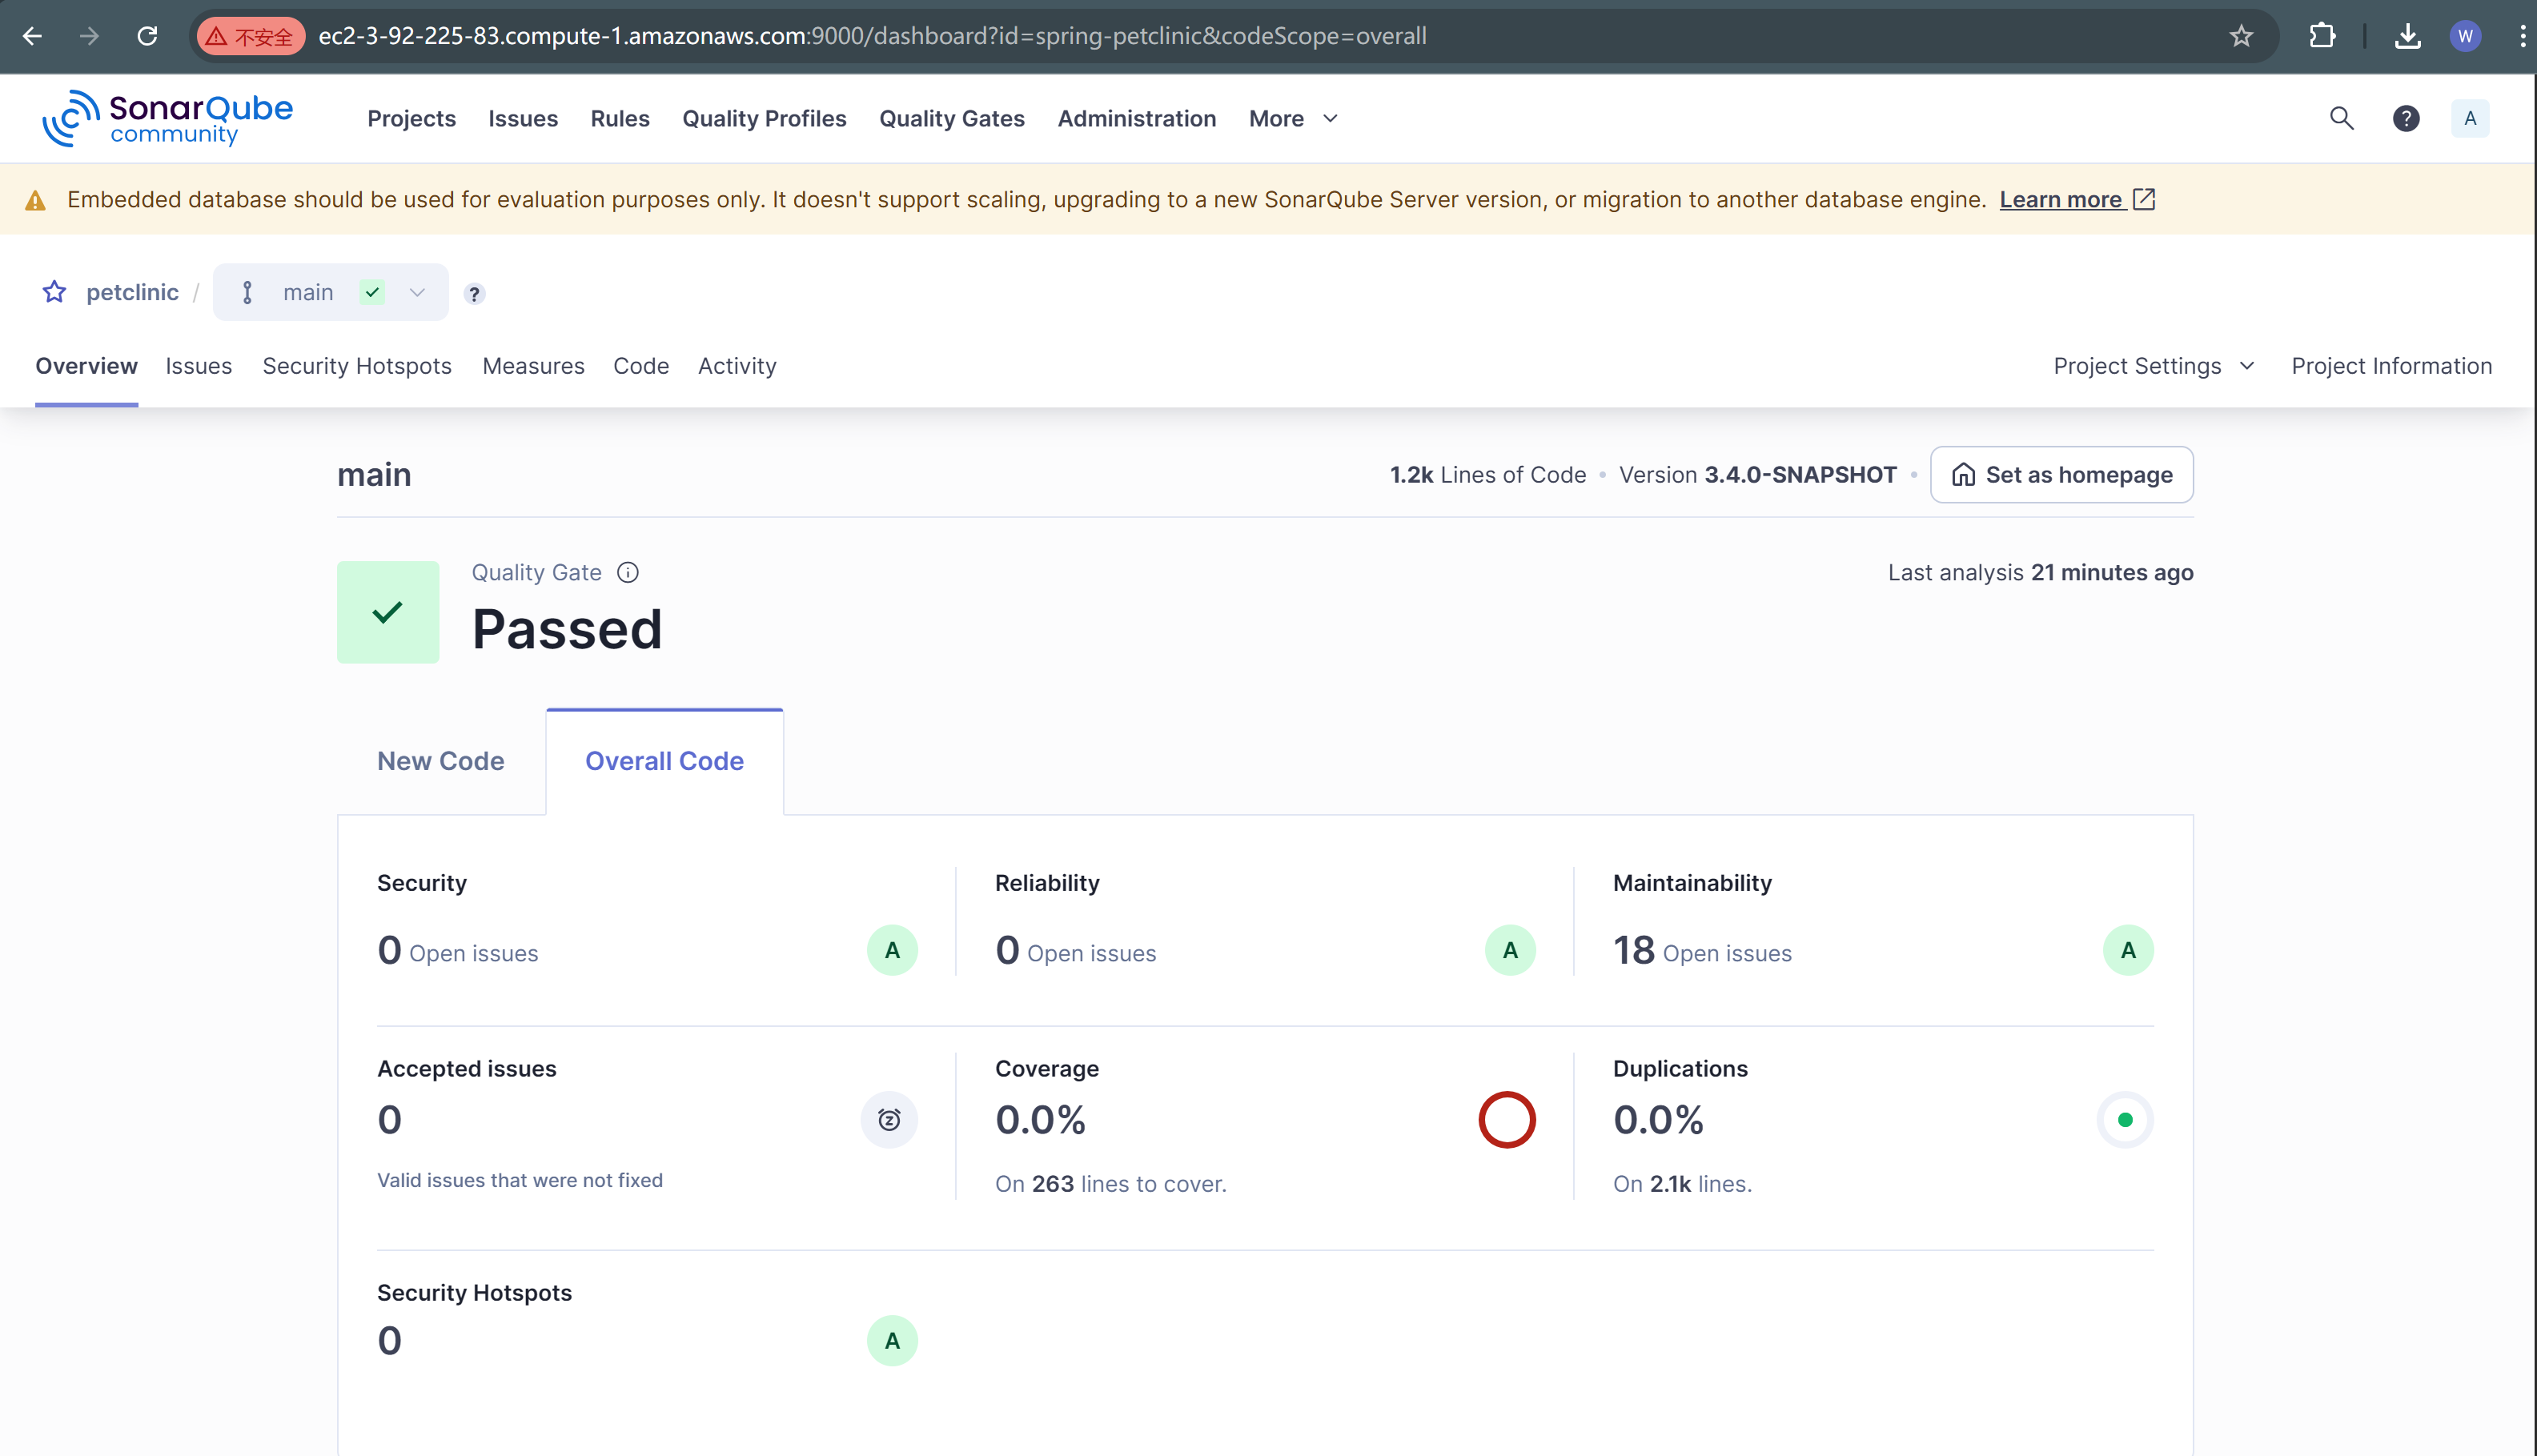 不安全 ec2-3-92-225-83.compute-1.amazonaws.com:9000/dashboard?id=spring-petclinic&codeScope=overall W
SonarQube community Projects Issues Rules Quality Profiles Quality Gates Administration More ? A
Embedded database should be used for evaluation purposes only. It doesn't support scaling, upgrading to a new SonarQube Server version, or migration to another database engine. Learn more
petclinic / main ?
Overview Issues Security Hotspots Measures Code Activity Project Settings Project Information
main 1.2k Lines of Code • Version 3.4.0-SNAPSHOT • Set as homepage
Quality Gate Last analysis 21 minutes ago
Passed
New Code Overall Code
Security Reliability Maintainability
0 Open issues A 0 Open issues A 18 Open issues A
Accepted issues Coverage Duplications
0 0.0% 0.0%
Valid issues that were not fixed On 263 lines to cover. On 2.1k lines.
Security Hotspots
0 A